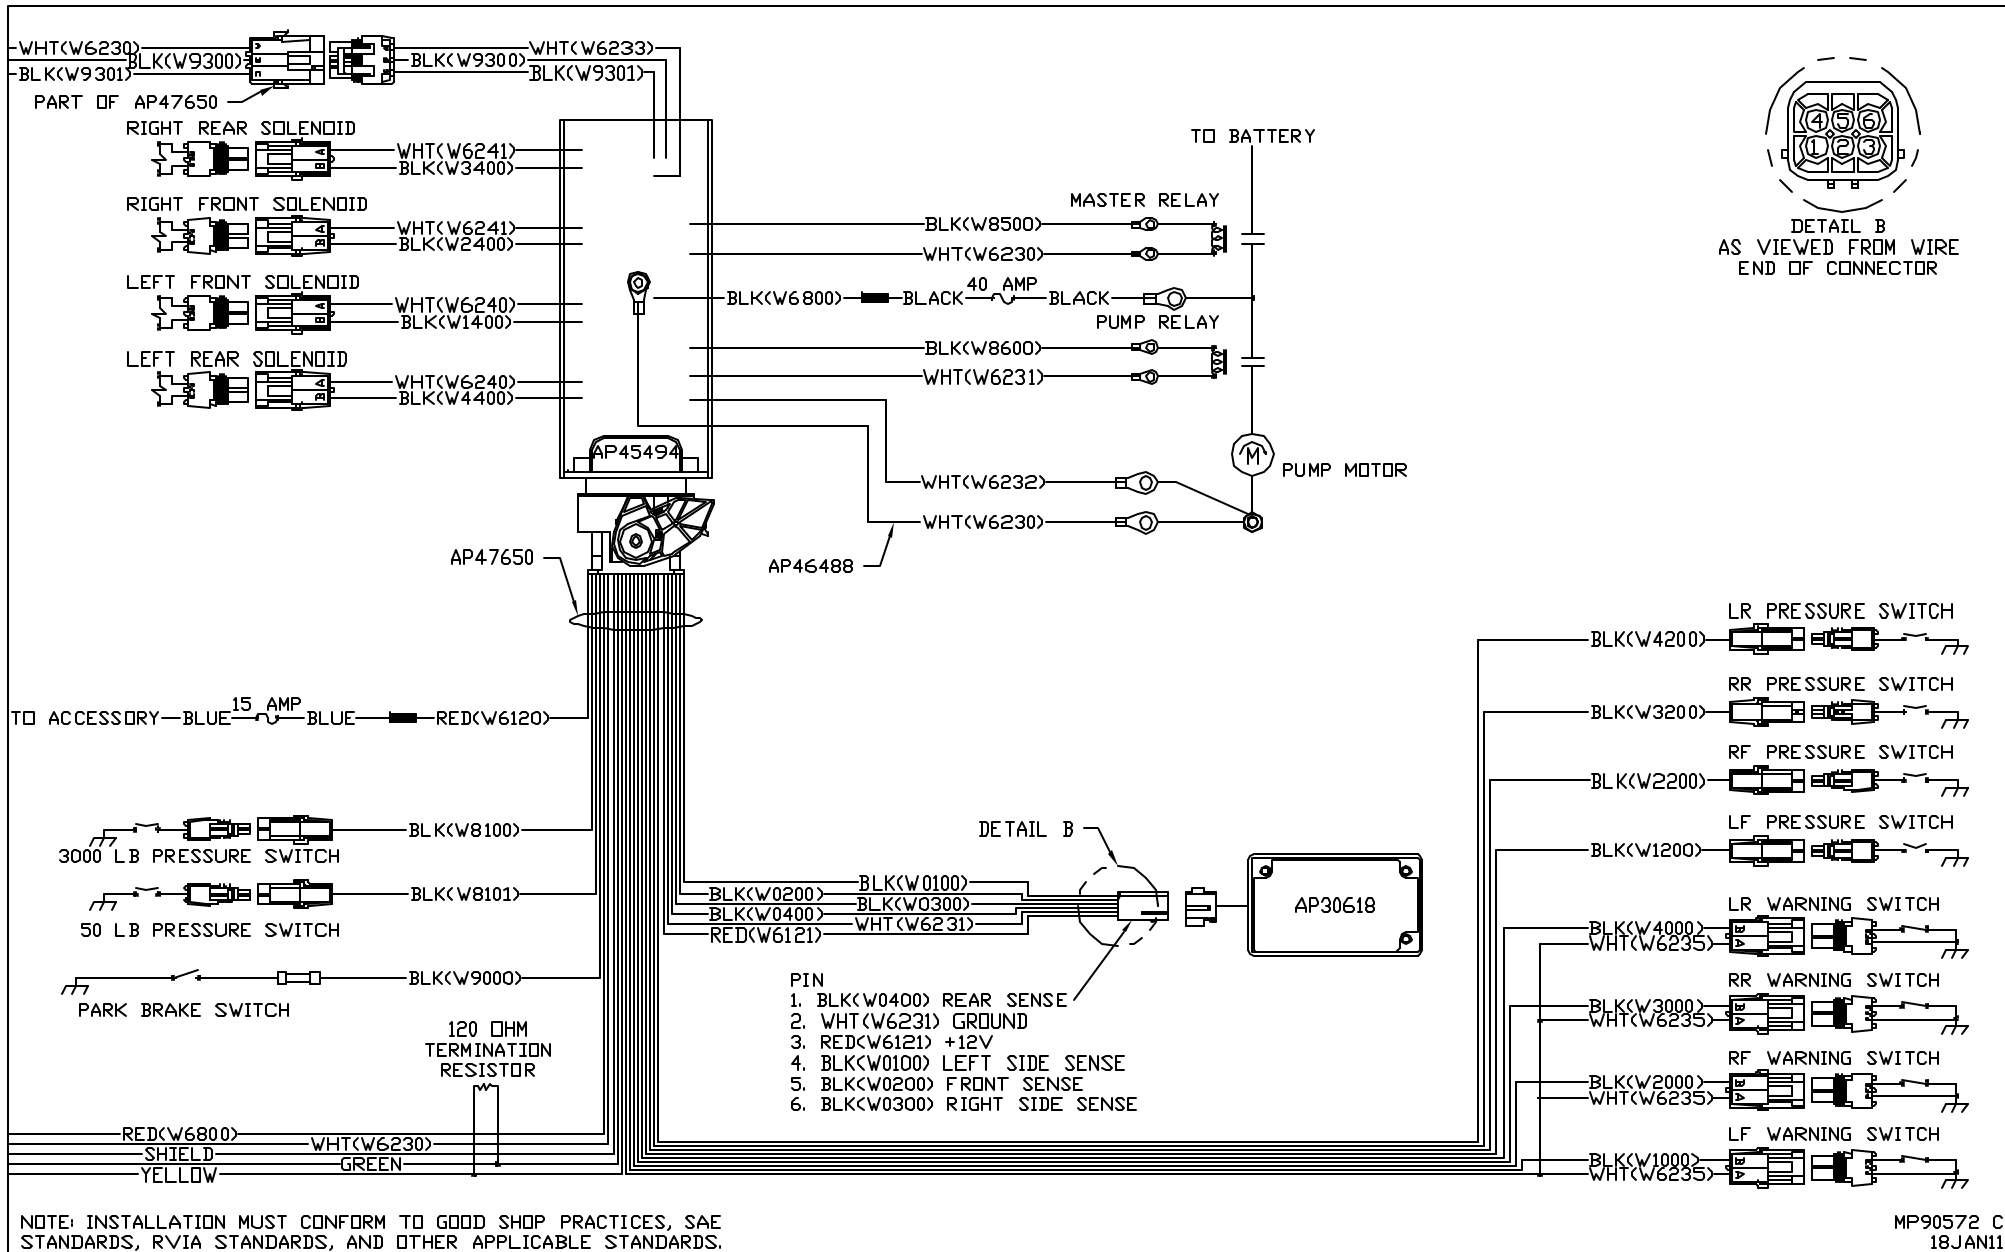 WHT(W6230)
BLK(W9300)
BLK(W9301)
WHT(W6233)
BLK(W9300)
BLK(W9301)
PART OF AP47650
RIGHT REAR SOLENOID
WHT(W6241)
BLK(W3400)
A
B
RIGHT FRONT SOLENOID
WHT(W6241)
BLK(W2400)
A
B
LEFT FRONT SOLENOID
WHT(W6240)
BLK(W1400)
A
B
LEFT REAR SOLENOID
WHT(W6240)
BLK(W4400)
A
B
TO BATTERY
MASTER RELAY
BLK(W8500)
WHT(W6230)
BLK(W6800)
BLACK
40 AMP
BLACK
PUMP RELAY
BLK(W8600)
WHT(W6231)
M
PUMP MOTOR
WHT(W6232)
WHT(W6230)
AP46488
AP45494
AP47650
4 5 6
1 2 3
DETAIL B
AS VIEWED FROM WIRE
END OF CONNECTOR
TO ACCESSORY
BLUE
15 AMP
BLUE
RED(W6120)
BLK(W8100)
3000 LB PRESSURE SWITCH
BLK(W8101)
50 LB PRESSURE SWITCH
BLK(W9000)
PARK BRAKE SWITCH
120 OHM
TERMINATION
RESISTOR
RED(W6800)
WHT(W6230)
SHIELD
GREEN
YELLOW
DETAIL B
BLK(W0100)
BLK(W0200)
BLK(W0300)
BLK(W0400)
WHT(W6231)
RED(W6121)
AP30618
PIN
1. BLK(W0400) REAR SENSE
2. WHT(W6231) GROUND
3. RED(W6121) +12V
4. BLK(W0100) LEFT SIDE SENSE
5. BLK(W0200) FRONT SENSE
6. BLK(W0300) RIGHT SIDE SENSE
LR PRESSURE SWITCH
BLK(W4200)
RR PRESSURE SWITCH
BLK(W3200)
RF PRESSURE SWITCH
BLK(W2200)
LF PRESSURE SWITCH
BLK(W1200)
LR WARNING SWITCH
BLK(W4000)
WHT(W6235)
B
A
RR WARNING SWITCH
BLK(W3000)
WHT(W6235)
B
A
RF WARNING SWITCH
BLK(W2000)
WHT(W6235)
B
A
LF WARNING SWITCH
BLK(W1000)
WHT(W6235)
B
A
NOTE: INSTALLATION MUST CONFORM TO GOOD SHOP PRACTICES, SAE
STANDARDS, RVIA STANDARDS, AND OTHER APPLICABLE STANDARDS.
MP90572 C
18JAN11